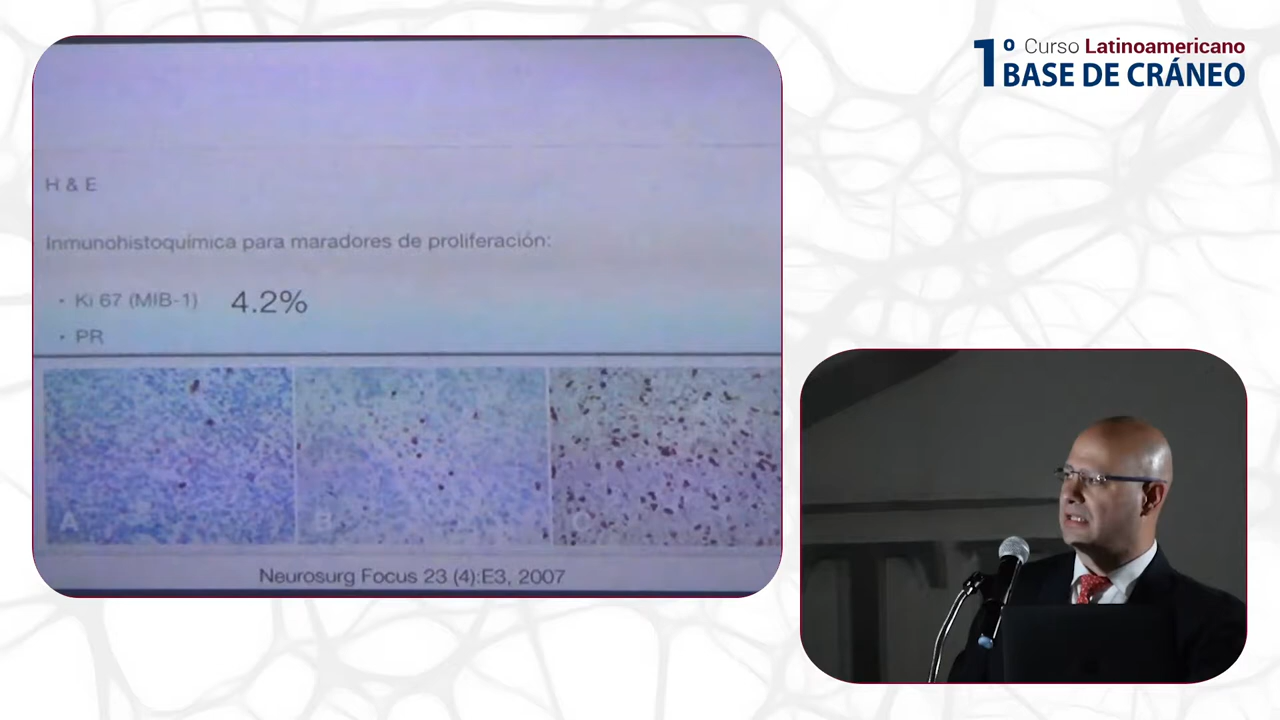 1º Curso Latinoamericano
BASE DE CRÁNEO
H & E
Inmunohistoquímica para maradores de proliferación:
• Ki 67 (MIB-1) 4.2%
• PR
A B C
Neurosurg Focus 23 (4):E3, 2007